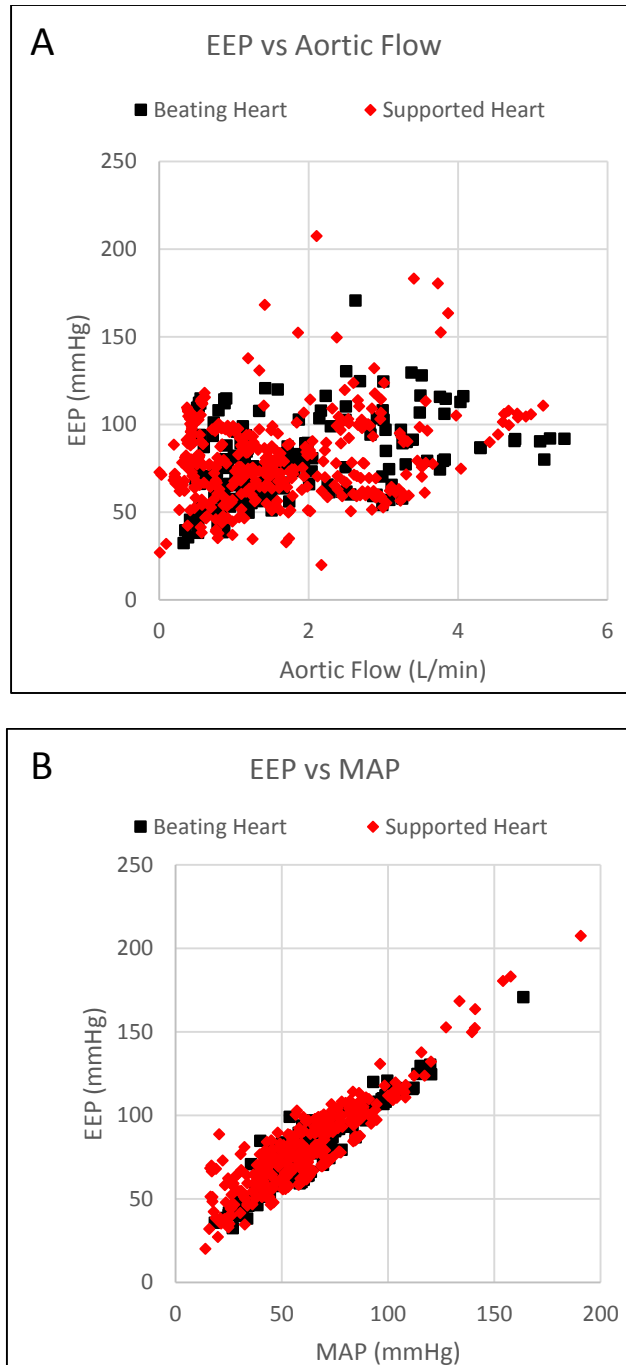 A
EEP vs Aortic Flow
Beating Heart Supported Heart
250
200
150
100
50
0
EEP (mmHg)
0 2 4 6
Aortic Flow (L/min)
B
EEP vs MAP
Beating Heart Supported Heart
250
200
150
100
50
0
EEP (mmHg)
0 50 100 150 200
MAP (mmHg)